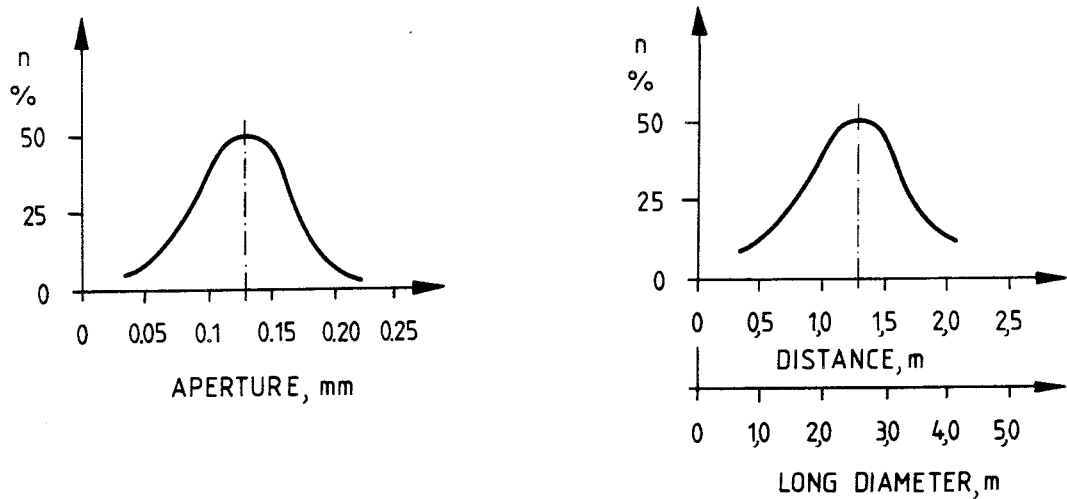 n
%
50
25
0
0 0.05 0.1 0.15 0.20 0.25
APERTURE, mm
n
%
50
25
0
0 0,5 1,0 1,5 2,0 2,5
DISTANCE, m
0 1,0 2,0 3,0 4,0 5,0
LONG DIAMETER, m